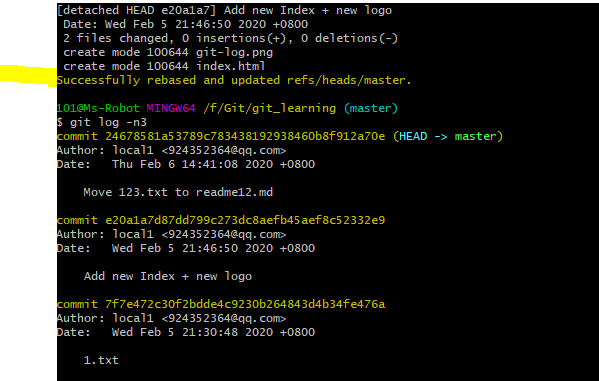 [detached HEAD e20a1a7] Add new Index + new logo
Date: Wed Feb 5 21:46:50 2020 +0800
2 files changed, 0 insertions(+), 0 deletions(-)
create mode 100644 git-log.png
create mode 100644 index.html
Successfully rebased and updated refs/heads/master.
101@Ms-Robot MINGW64 /f/Git/git_learning (master)
$ git log -n3
commit 24678581a53789c783438192938460b8f912a70e (HEAD -> master)
Author: local1 <924352364@qq.com>
Date:   Thu Feb 6 14:41:08 2020 +0800
Move 123.txt to readme12.md
commit e20a1a7d87dd799c273dc8aefb45aef8c52332e9
Author: local1 <924352364@qq.com>
Date:   Wed Feb 5 21:46:50 2020 +0800
Add new Index + new logo
commit 7f7e472c30f2bdde4c9230b264843d4b34fe476a
Author: local1 <924352364@qq.com>
Date:   Wed Feb 5 21:30:48 2020 +0800
1.txt